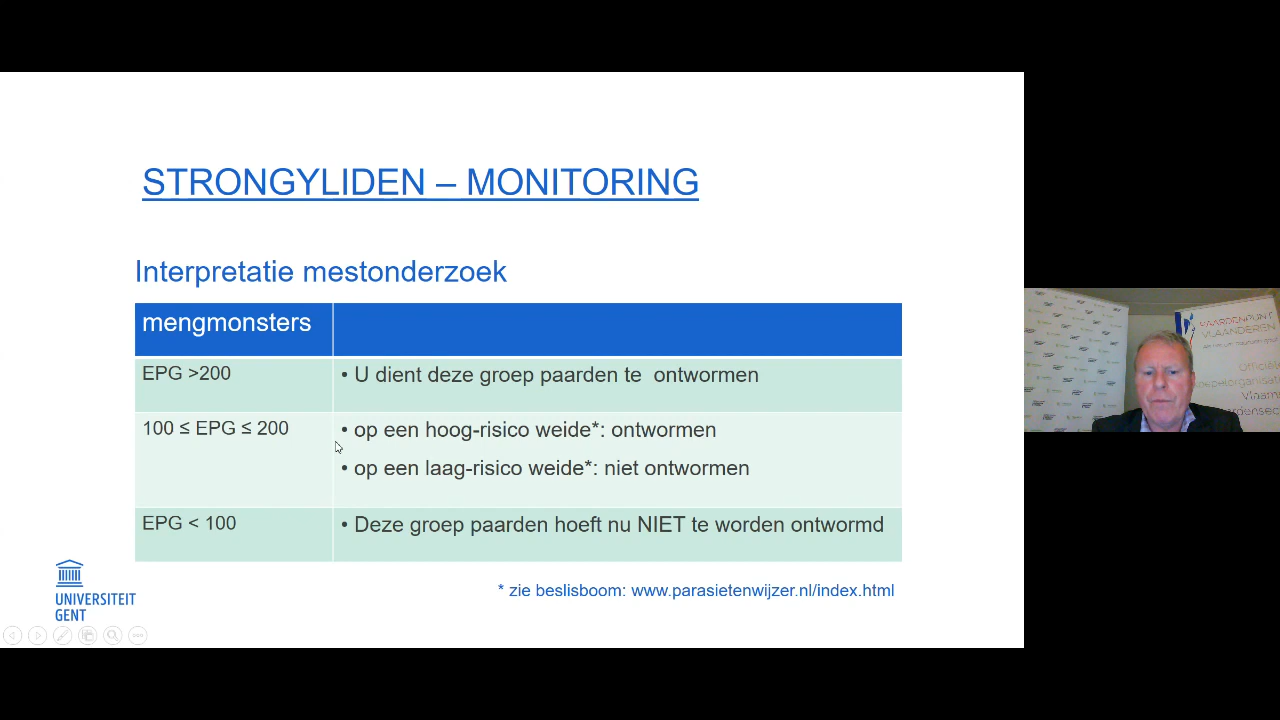 STRONGYLIDEN – MONITORING
Interpretatie mestonderzoek
mengmonsters
EPG >200
• U dient deze groep paarden te  ontwormen
100 ≤ EPG ≤ 200
• op een hoog-risico weide*: ontwormen
• op een laag-risico weide*: niet ontwormen
EPG < 100
• Deze groep paarden hoeft nu NIET te worden ontwormd
* zie beslisboom: www.parasietenwijzer.nl/index.html
UNIVERSITEIT
GENT
VLAANDEREN